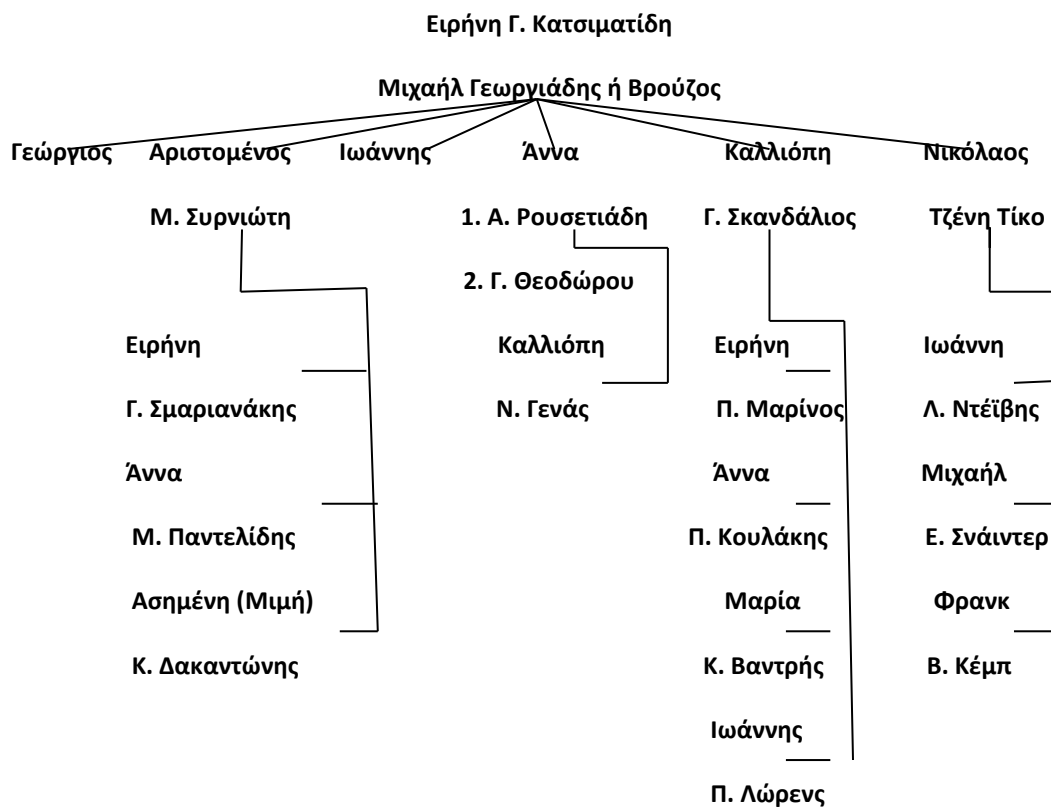 Ειρήνη Γ. Κατσιματίδη
Μιχαήλ Γεωργιάδης ή Βρούζος
Γεώργιος Αριστομένος Ιωάννης Άννα Καλλιόπη Νικόλαος
Μ. Συρνιώτη 1. Α. Ρουσετιάδη Γ. Σκανδάλιος Τζένη Τίκο
2. Γ. Θεοδώρου
Ειρήνη Καλλιόπη Ειρήνη Ιωάννη
Γ. Σμαριανάκης Ν. Γενάς Π. Μαρίνος Λ. Ντέϊβης
Άννα Άννα Μιχαήλ
Μ. Παντελίδης Π. Κουλάκης Ε. Σνάιντερ
Ασημένη (Μιμή) Μαρία Φρανκ
Κ. Δακαντώνης Κ. Βαντρής Β. Κέμπ
Ιωάννης
Π. Λώρενς